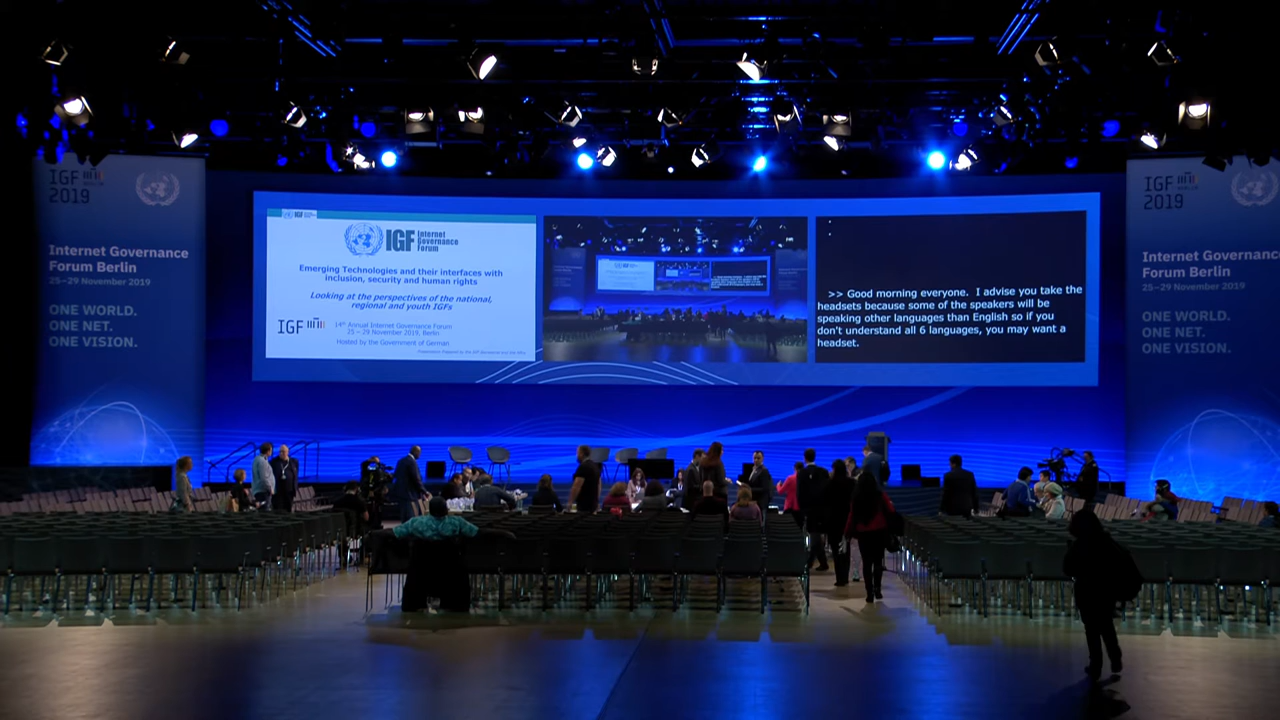 IGF
2019
Internet Governance
Forum Berlin
25–29 November 2019
ONE WORLD.
ONE NET.
ONE VISION.
IGF
IGF Internet
Governance
Forum
Emerging Technologies and their interfaces with
inclusion, security and human rights
Looking at the perspectives of the national,
regional and youth IGFs
IGF
14th Annual Internet Governance Forum
25 – 29 November 2019, Berlin
Hosted by the Government of German
>> Good morning everyone. I advise you take the
headsets because some of the speakers will be
speaking other languages than English so if you
don't understand all 6 languages, you may want a
headset.
IGF
2019
Internet Governance
Forum Berlin
25–29 November 2019
ONE WORLD.
ONE NET.
ONE VISION.